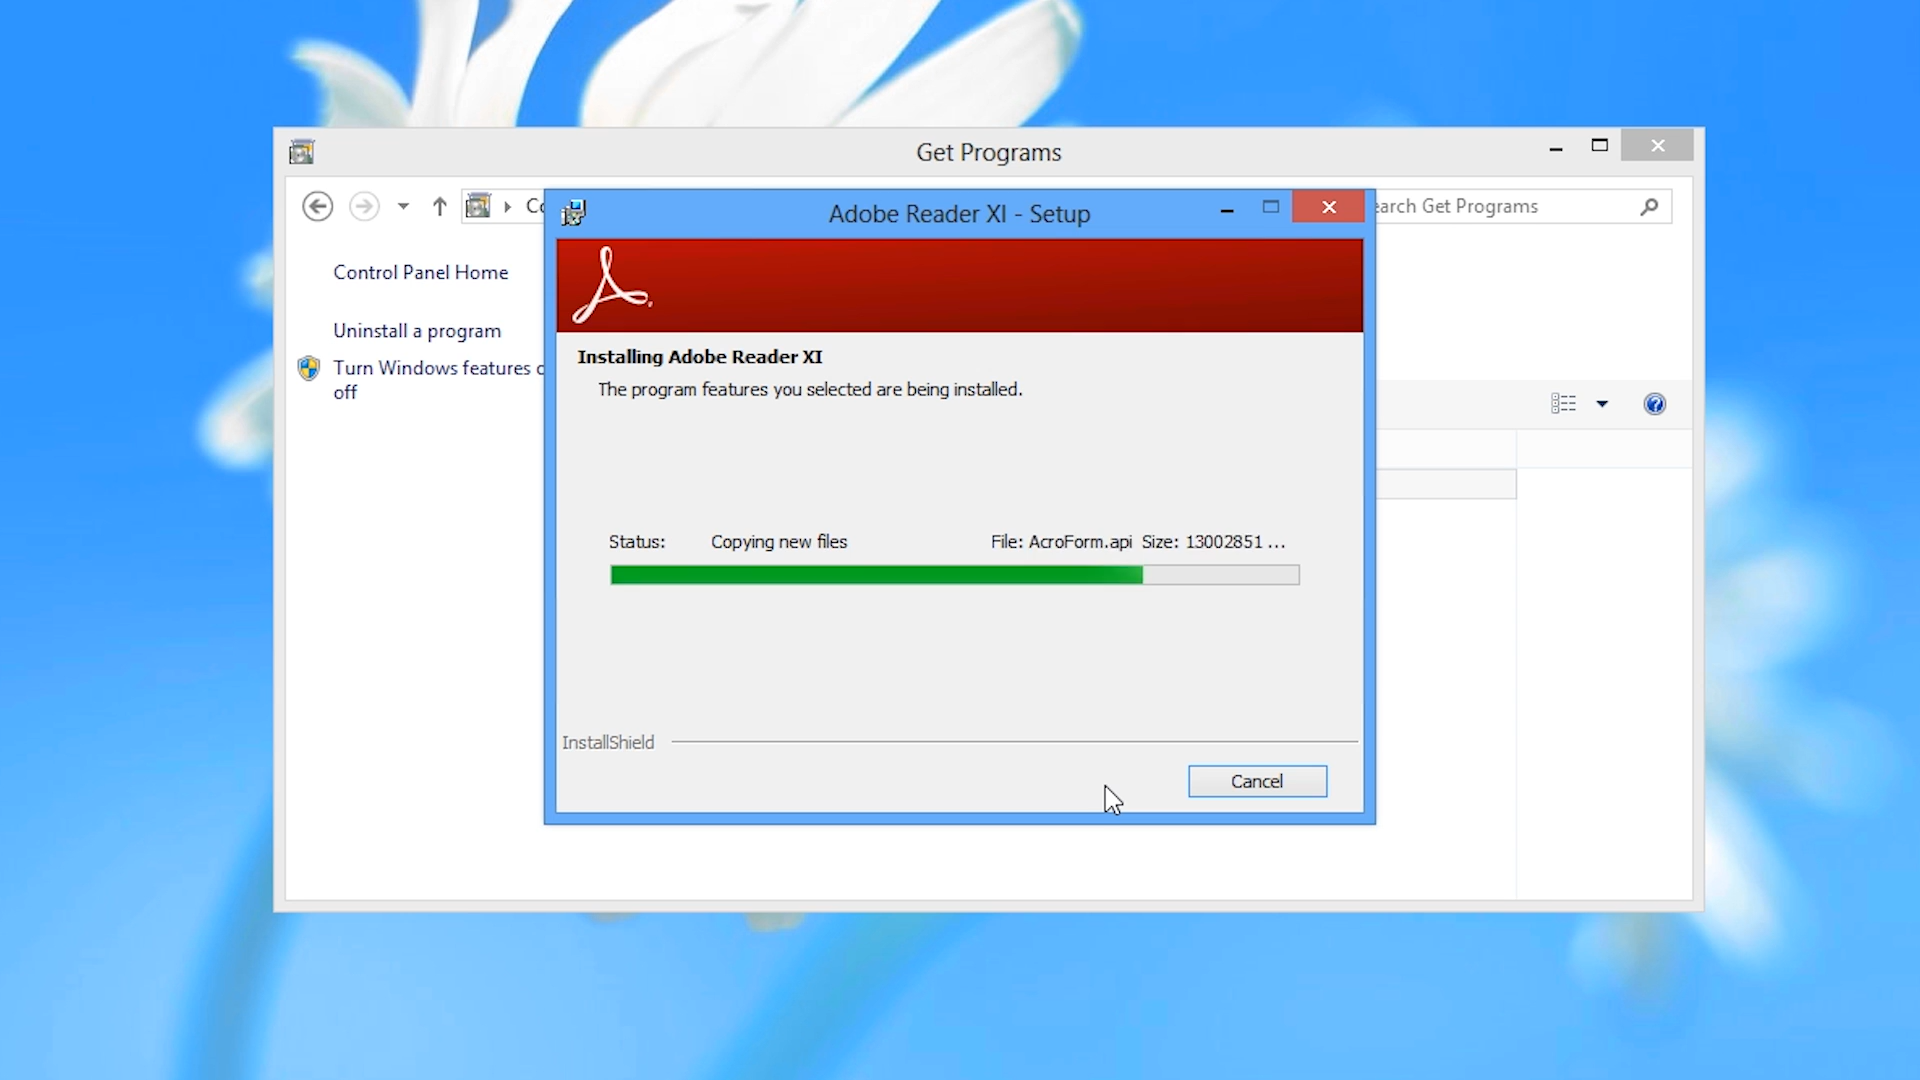 Get Programs
Adobe Reader XI - Setup
earch Get Programs
Control Panel Home
Uninstall a program
Turn Windows features
off
Installing Adobe Reader XI
The program features you selected are being installed.
Status: Copying new files File: AcroForm.api Size: 13002851 ...
InstallShield
Cancel